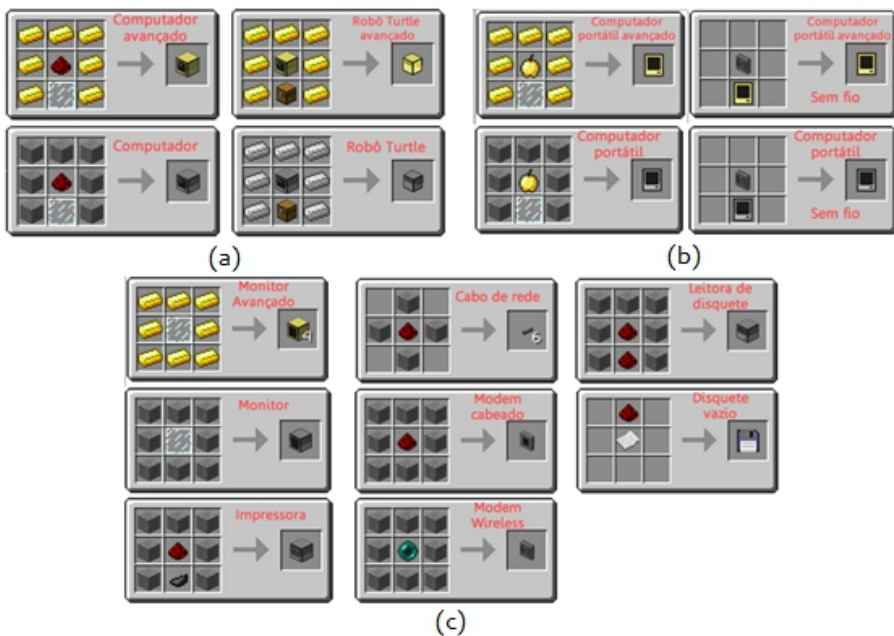 Computador
avançado
Robô Turtle
avançado
Computador
Robô Turtle
(a)
Computador
portátil avançado
Computador
portátil avançado
Sem fio
Computador
portátil
Computador
portátil
Sem fio
(b)
Monitor
Avançado
4
Cabo de rede
6
Leitora de
disquete
Monitor
Modem
cabeado
Disquete
vazio
Impressora
Modem
Wireless
(c)